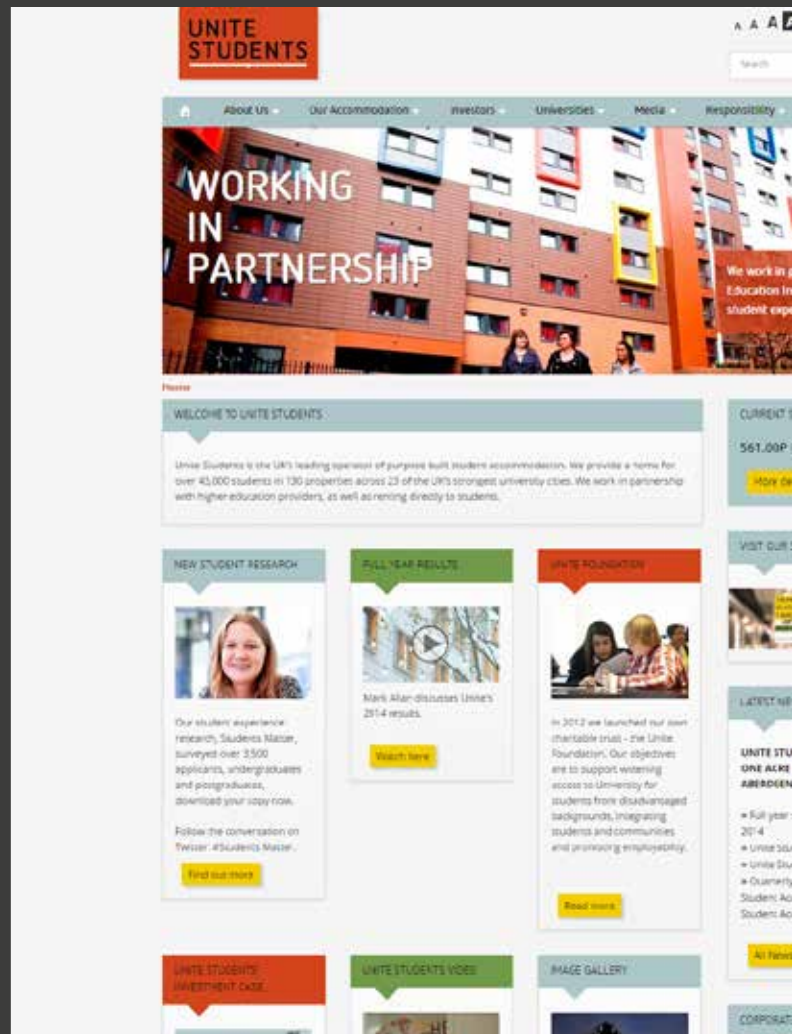 UNITE
STUDENTS
A A A A
Search
About Us
Our Accommodation
Investors
Universities
Media
Responsibility
WORKING
IN
PARTNERSHIP
We work in p
Education In
student expe
Home
WELCOME TO UNITE STUDENTS
Unite Students is the UK's leading operator of purpose built student accommodation. We provide a home for
over 45,000 students in 130 properties across 23 of the UK's strongest university cities. We work in partnership
with higher education providers, as well as renting directly to students.
CURRENT S
561.00P
More de
NEW STUDENT RESEARCH
Our student experience
research, Students Matter,
surveyed over 3,500
applicants, undergraduates
and postgraduates,
download your copy now.
Follow the conversation on
Twitter: #Students Matter.
Find out more
FULL YEAR RESULTS
Mark Allan discusses Unite's
2014 results.
Watch here
UNITE FOUNDATION
In 2012 we launched our own
charitable trust - the Unite
Foundation. Our objectives
are to support widening
access to University for
students from disadvantaged
backgrounds, integrating
students and communities
and promoting employability.
Read more
VISIT OUR S
LATEST NE
UNITE STU
ONE ACRE
ABERDEEN
» Full year
2014
» Unite Stu
» Unite Stu
» Quarterly
Student Ac
Student Ac
All News
UNITE STUDENTS'
INVESTMENT CASE
UNITE STUDENTS VIDEO
IMAGE GALLERY
CORPORAT